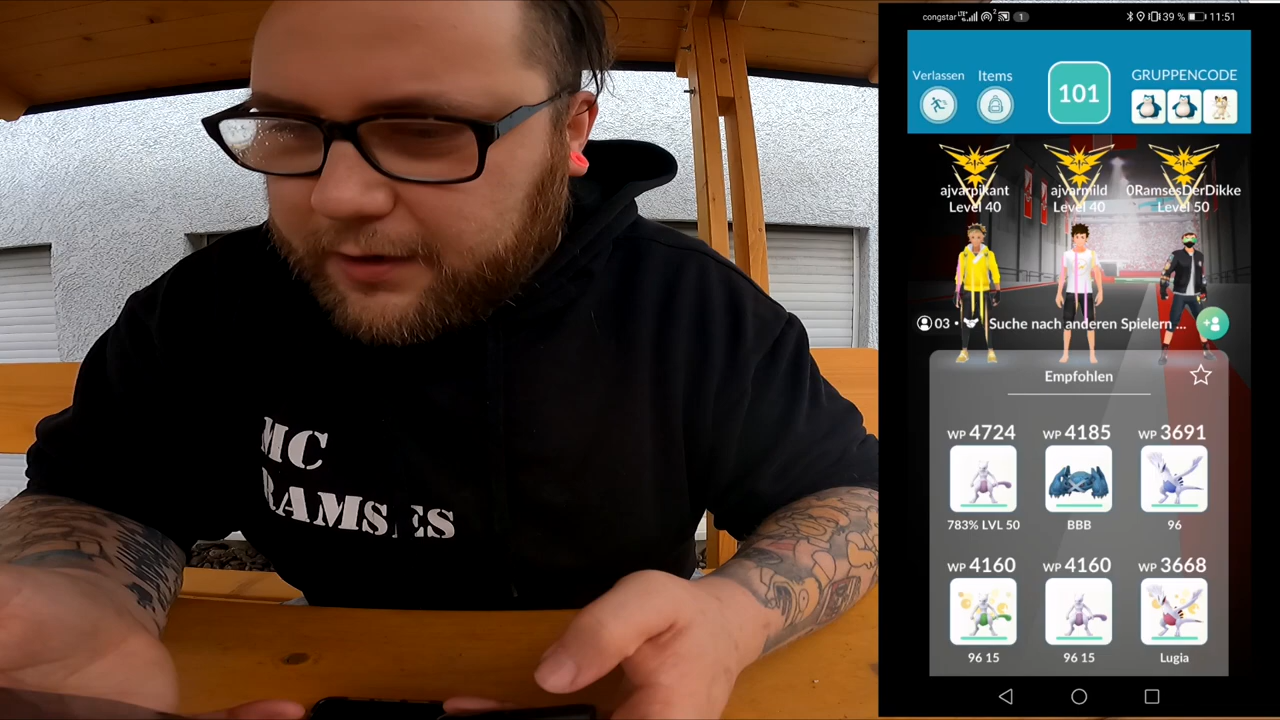 MC
RAMSES
congstar 1 39 % 11:51
Verlassen Items 101 GRUPPENCODE
ajvarpikant ajvarmild 0RamsesDerDikke
Level 40 Level 40 Level 50
03 • Suche nach anderen Spielern ...
Empfohlen
WP 4724 WP 4185 WP 3691
783% LVL 50 BBB 96
WP 4160 WP 4160 WP 3668
96 15 96 15 Lugia